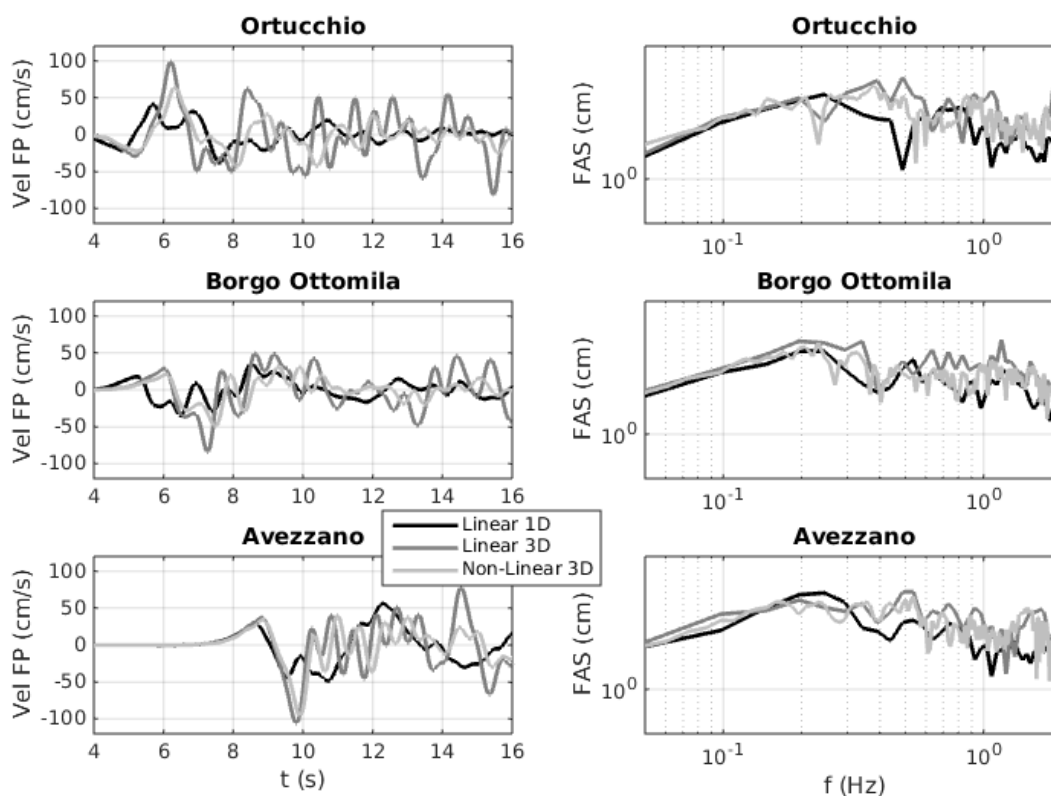 Ortucchio
Vel FP (cm/s)
100
50
0
-50
-100
4 6 8 10 12 14 16
Ortucchio
FAS (cm)
10^0
10^-1 10^0
Borgo Ottomila
Vel FP (cm/s)
100
50
0
-50
-100
4 6 8 10 12 14 16
Borgo Ottomila
FAS (cm)
10^0
10^-1 10^0
Avezzano
Linear 1D
Linear 3D
Non-Linear 3D
Vel FP (cm/s)
100
50
0
-50
-100
4 6 8 10 12 14 16
t (s)
Avezzano
FAS (cm)
10^0
10^-1 10^0
f (Hz)